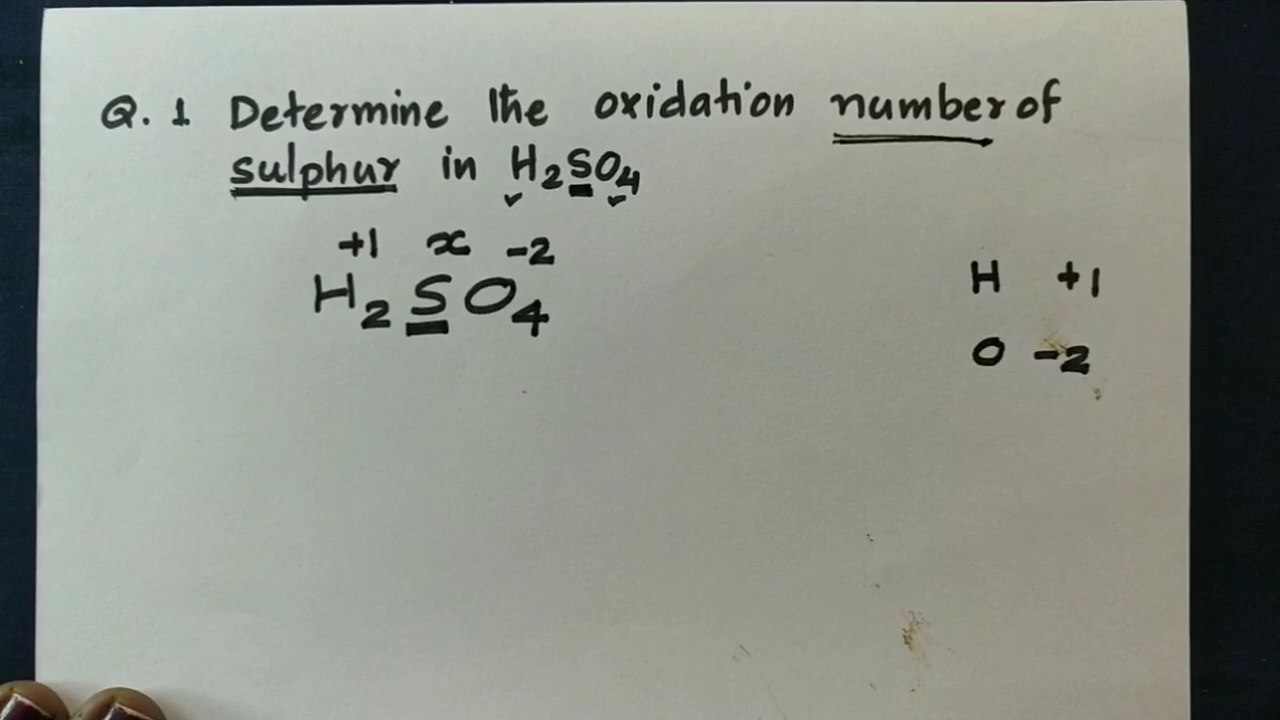 Q. 1 Determine the oxidation number of
sulphur in H₂SO₄
+1 x -2
H₂SO₄
H +1
O -2